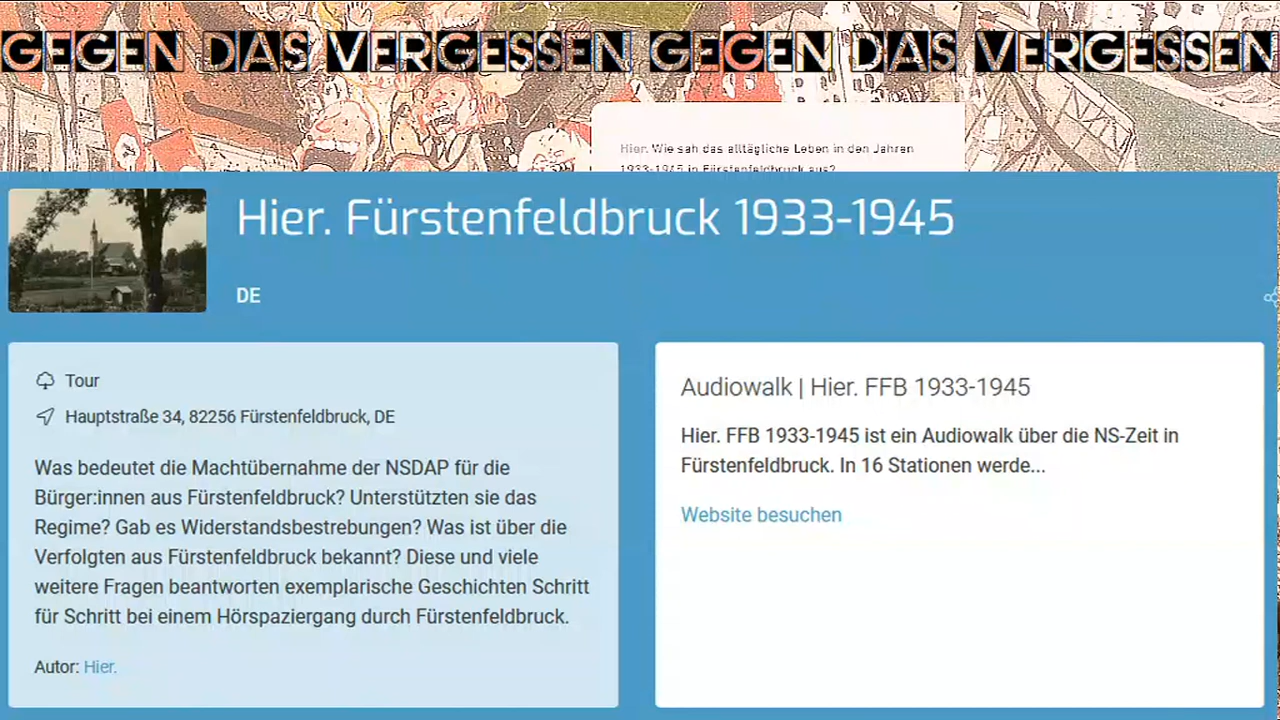 GEGEN DAS VERGESSEN GEGEN DAS VERGESSEN
Hier. Wie sah das alltägliche Leben in den Jahren
1933-1945 in Fürstenfeldbruck aus?
Hier. Fürstenfeldbruck 1933-1945
DE
Tour
Hauptstraße 34, 82256 Fürstenfeldbruck, DE
Was bedeutet die Machtübernahme der NSDAP für die
Bürger:innen aus Fürstenfeldbruck? Unterstützten sie das
Regime? Gab es Widerstandsbestrebungen? Was ist über die
Verfolgten aus Fürstenfeldbruck bekannt? Diese und viele
weitere Fragen beantworten exemplarische Geschichten Schritt
für Schritt bei einem Hörspaziergang durch Fürstenfeldbruck.
Autor: Hier.
Audiowalk | Hier. FFB 1933-1945
Hier. FFB 1933-1945 ist ein Audiowalk über die NS-Zeit in
Fürstenfeldbruck. In 16 Stationen werde...
Website besuchen